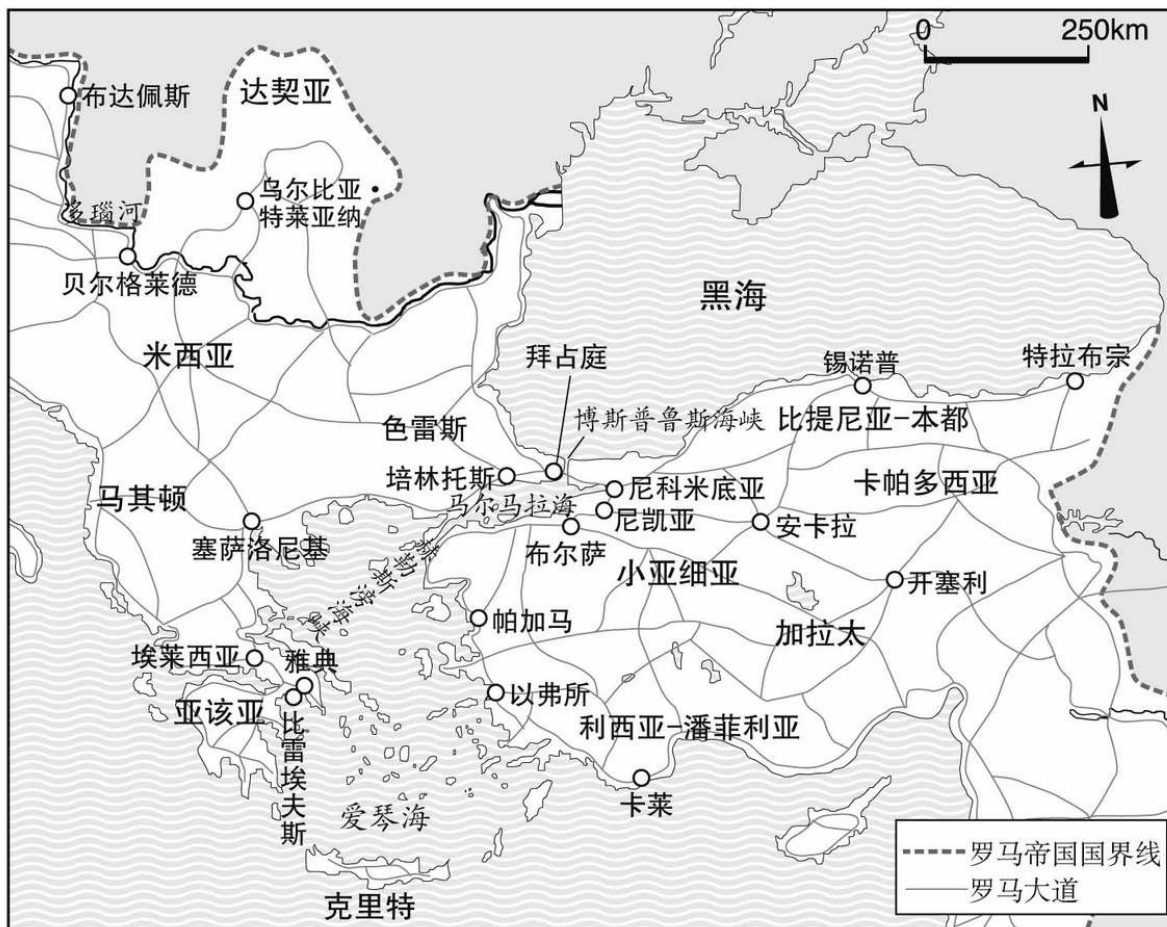 0 250km
N
布达佩斯
达契亚
乌尔比亚
特莱亚纳
多瑙河
贝尔格莱德
黑海
米西亚
拜占庭
锡诺普
特拉布宗
博斯普鲁斯海峡
比提尼亚-本都
色雷斯
培林托斯
马尔马拉海
尼科米底亚
卡帕多西亚
马其顿
尼凯亚
安卡拉
塞萨洛尼基
布尔萨
赫勒斯滂海峡
小亚细亚
开塞利
帕加马
加拉太
埃莱西亚
雅典
以弗所
亚该亚
比雷埃夫斯
利西亚-潘菲利亚
卡莱
爱琴海
克里特
罗马帝国国界线
罗马大道